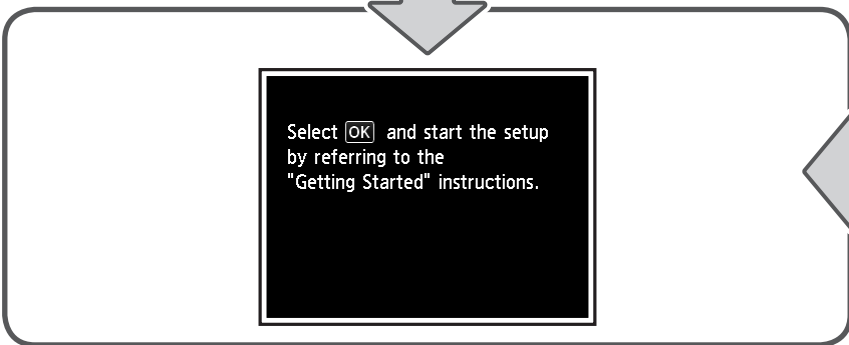 Select OK and start the setup
by referring to the
"Getting Started" instructions.